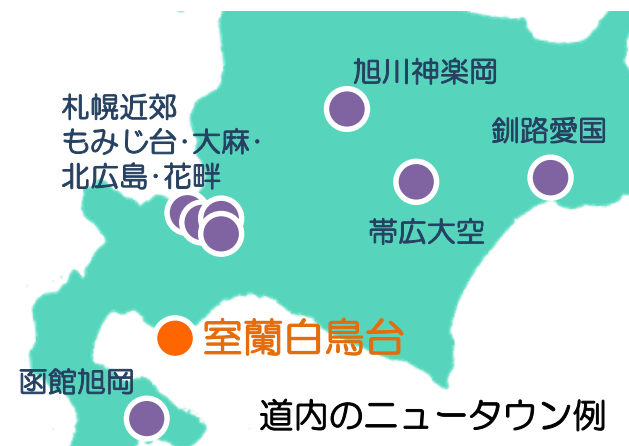 旭川神楽岡
札幌近郊
もみじ台･大麻･
北広島･花畔
釧路愛国
帯広大空
室蘭白鳥台
函館旭岡
道内のニュータウン例